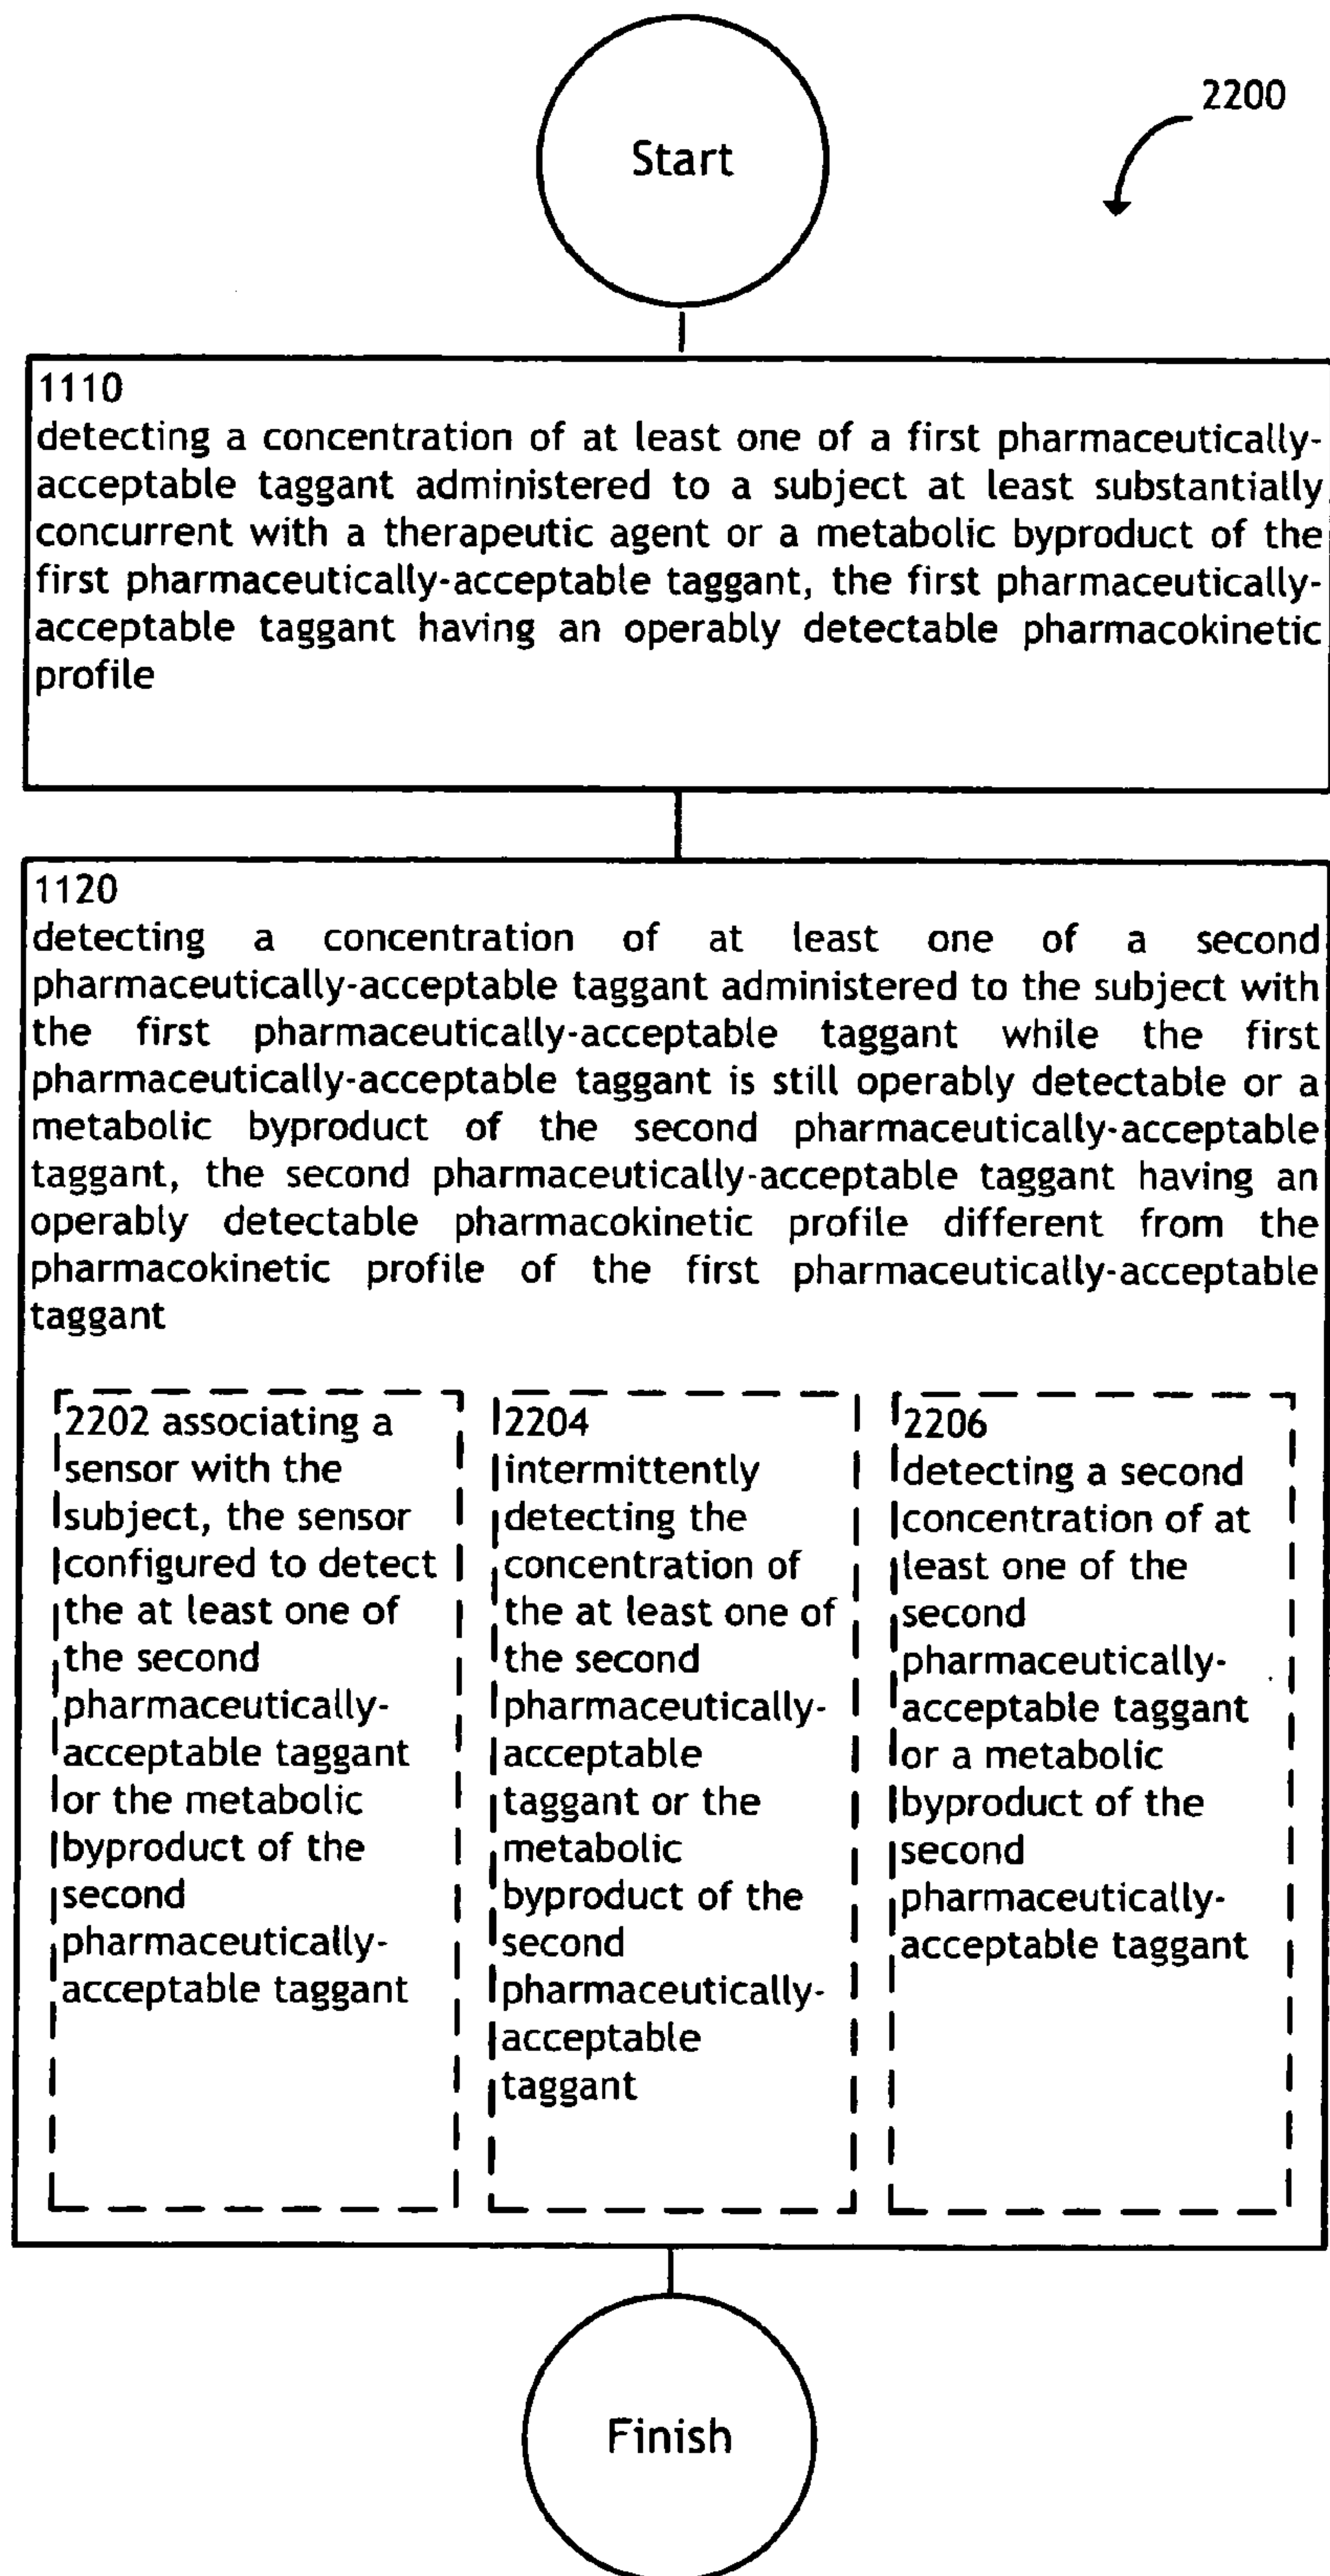 Start
2200
1110
detecting a concentration of at least one of a first pharmaceutically-
acceptable taggant administered to a subject at least substantially
concurrent with a therapeutic agent or a metabolic byproduct of the
first pharmaceutically-acceptable taggant, the first pharmaceutically-
acceptable taggant having an operably detectable pharmacokinetic
profile
1120
detecting a concentration of at least one of a second
pharmaceutically-acceptable taggant administered to the subject with
the first pharmaceutically-acceptable taggant while the first
pharmaceutically-acceptable taggant is still operably detectable or a
metabolic byproduct of the second pharmaceutically-acceptable
taggant, the second pharmaceutically-acceptable taggant having an
operably detectable pharmacokinetic profile different from the
pharmacokinetic profile of the first pharmaceutically-acceptable
taggant
2202 associating a
sensor with the
subject, the sensor
configured to detect
the at least one of
the second
pharmaceutically-
acceptable taggant
or the metabolic
byproduct of the
second
pharmaceutically-
acceptable taggant
2204
intermittently
detecting the
concentration of
the at least one of
the second
pharmaceutically-
acceptable
taggant or the
metabolic
byproduct of the
second
pharmaceutically-
acceptable
taggant
2206
detecting a second
concentration of at
least one of the
second
pharmaceutically-
acceptable taggant
or a metabolic
byproduct of the
second
pharmaceutically-
acceptable taggant
Finish